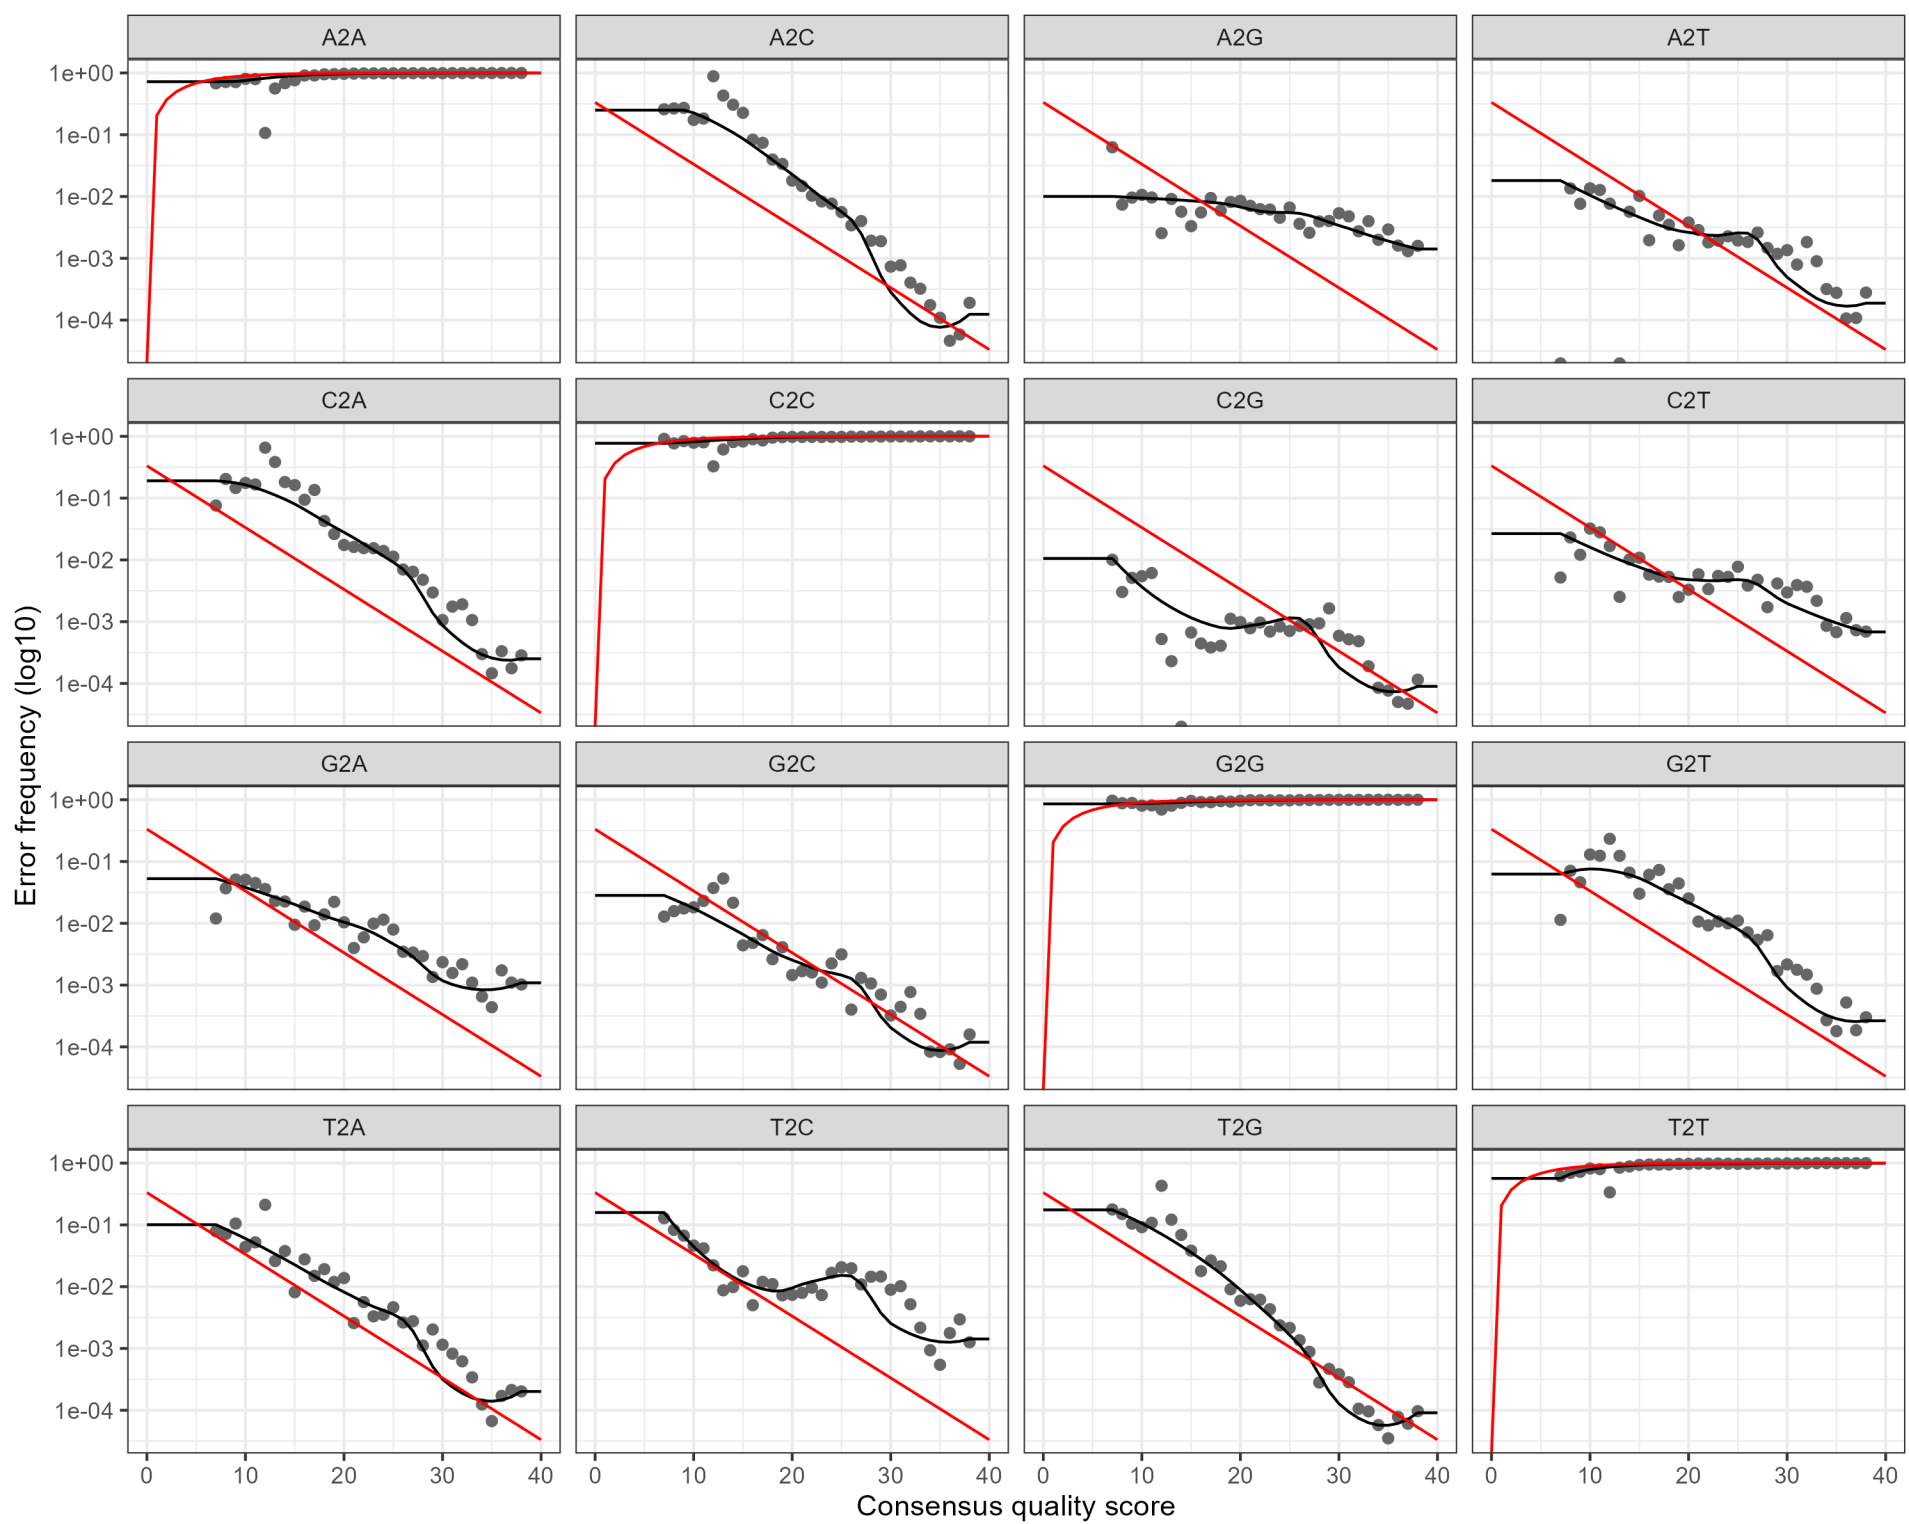 A2A A2C A2G A2T
1e+00
1e-01
1e-02
1e-03
1e-04
C2A C2C C2G C2T
1e+00
1e-01
1e-02
1e-03
1e-04
Error frequency (log10)
G2A G2C G2G G2T
1e+00
1e-01
1e-02
1e-03
1e-04
T2A T2C T2G T2T
1e+00
1e-01
1e-02
1e-03
1e-04
0 10 20 30 40 0 10 20 30 40 0 10 20 30 40 0 10 20 30 40
Consensus quality score